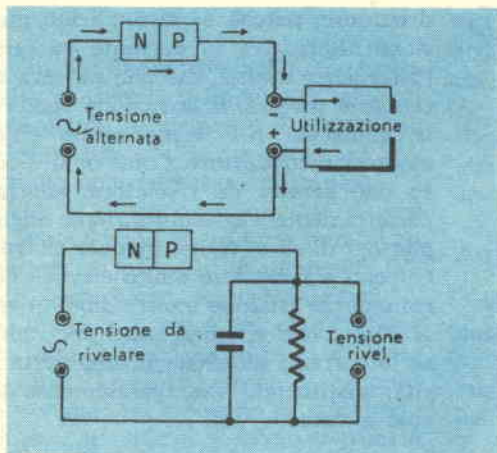 N P
Tensione
alternata
-
+
Utilizzazione
N P
Tensione da
rivelare
Tensione
rivel,